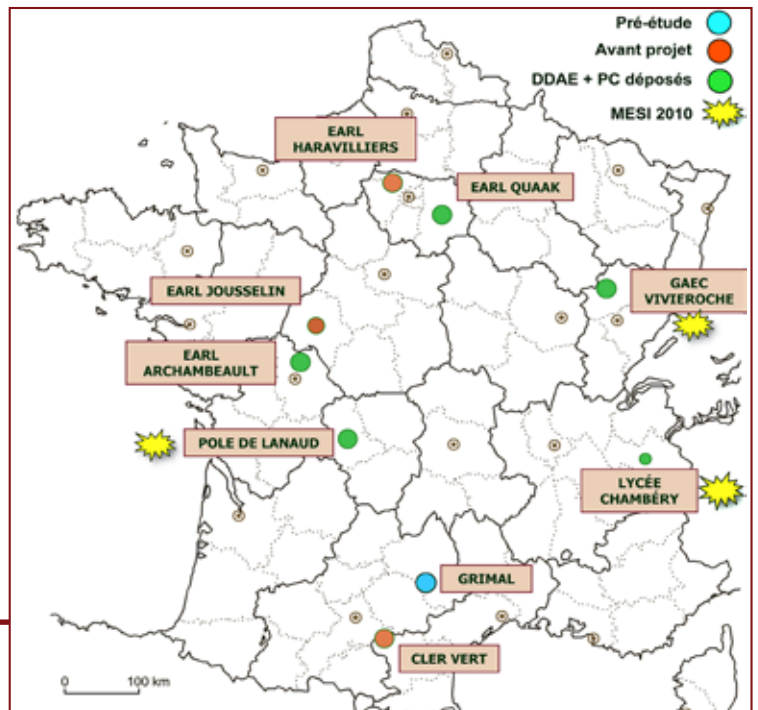 Pré-étude
Avant projet
DDAE + PC déposés
MESI 2010
EARL
HARAVILLIERS
EARL QUAAK
EARL JOUSSELIN
GAEC
VIVIEROCHE
EARL
ARCHAMBEAULT
POLE DE LANAUD
LYCÉE
CHAMBÉRY
GRIMAL
CLER VERT
0 100 km